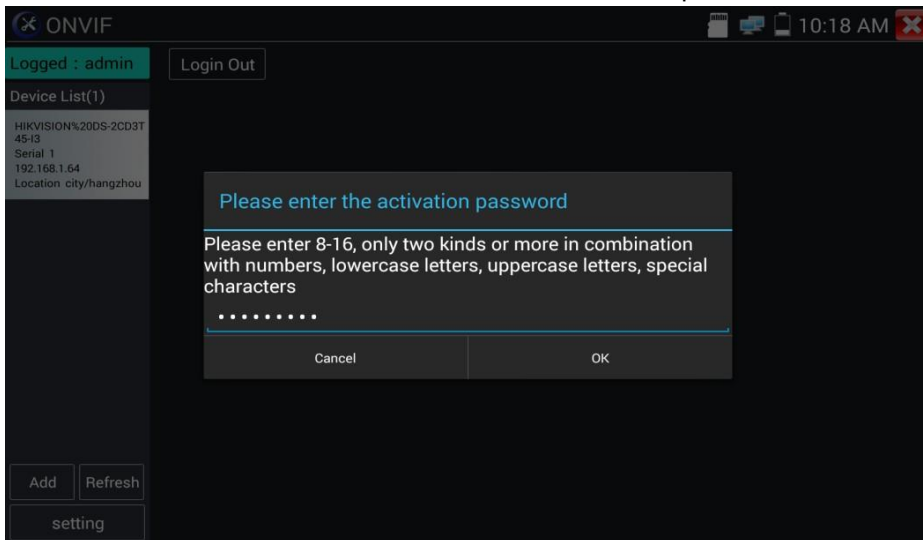 ONVIF
10:18 AM
Logged : admin
Login Out
Device List(1)
HIKVISION%20DS-2CD3T
45-I3
Serial 1
192.168.1.64
Location city/hangzhou
Please enter the activation password
Please enter 8-16, only two kinds or more in combination
with numbers, lowercase letters, uppercase letters, special
characters
•••••••••
Cancel
OK
Add
Refresh
setting